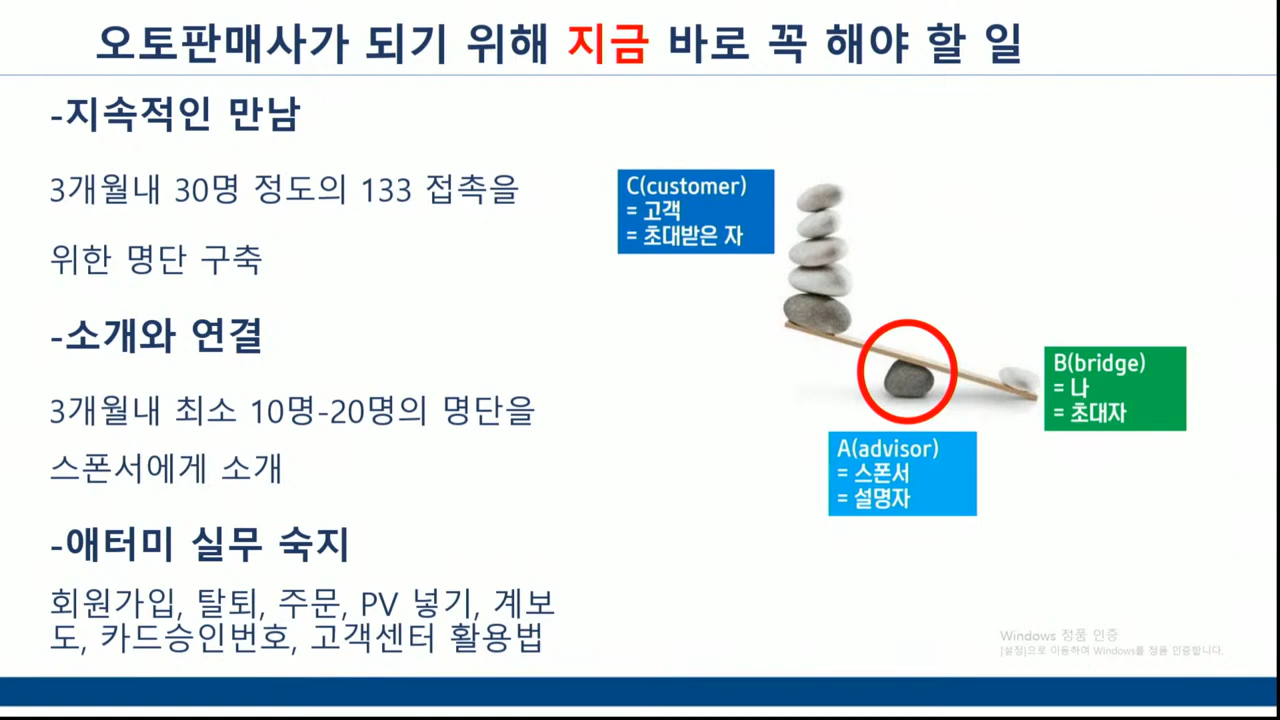 오토판매사가 되기 위해 지금 바로 꼭 해야 할 일
-지속적인 만남
3개월내 30명 정도의 133 접촉을
위한 명단 구축
-소개와 연결
3개월내 최소 10명-20명의 명단을
스폰서에게 소개
-애터미 실무 숙지
회원가입, 탈퇴, 주문, PV 넣기, 계보
도, 카드승인번호, 고객센터 활용법
C(customer)
= 고객
= 초대받은 자
B(bridge)
= 나
= 초대자
A(advisor)
= 스폰서
= 설명자
Windows 정품 인증
[설정]으로 이동하여 Windows를 정품 인증합니다.